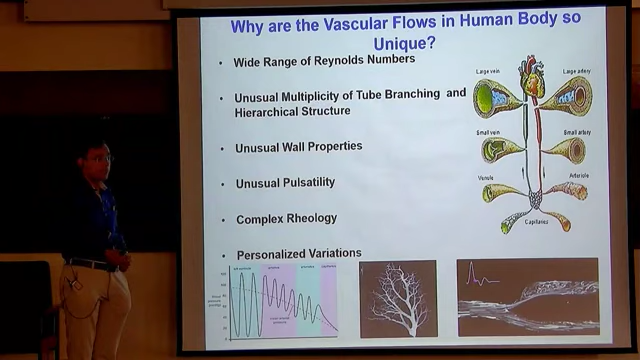 Why are the Vascular Flows in Human Body so
Unique?
• Wide Range of Reynolds Numbers
• Unusual Multiplicity of Tube Branching and
Hierarchical Structure
• Unusual Wall Properties
• Unusual Pulsatility
• Complex Rheology
• Personalized Variations
Large vein
Large artery
Small vein
Small artery
Venule
Arteriole
Capillaries